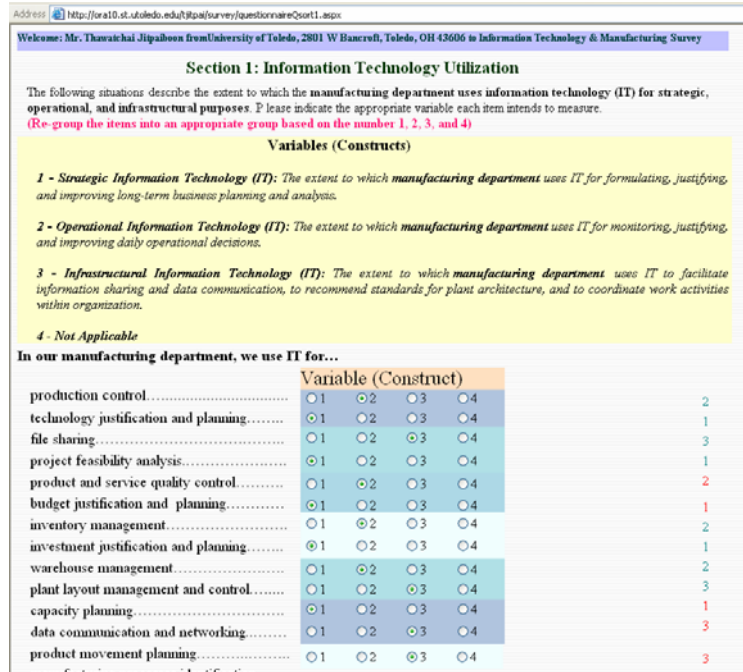 Address http://ora10.st.utoledo.edu/tjitpai/survey/questionnaireQsort1.aspx
Welcome: Mr. Thawatchai Jitpaiboon fromUniversity of Toledo, 2801 W Bancroft, Toledo, OH 43606 to Information Technology & Manufacturing Survey
Section 1: Information Technology Utilization
The following situations describe the extent to which the manufacturing department uses information technology (IT) for strategic,
operational, and infrastructural purposes. P lease indicate the appropriate variable each item intends to measure.
(Re-group the items into an appropriate group based on the number 1, 2, 3, and 4)
Variables (Constructs)
1 - Strategic Information Technology (IT): The extent to which manufacturing department uses IT for formulating, justifying,
and improving long-term business planning and analysis.
2 - Operational Information Technology (IT): The extent to which manufacturing department uses IT for monitoring, justifying,
and improving daily operational decisions.
3 - Infrastructural Information Technology (IT): The extent to which manufacturing department uses IT to facilitate
information sharing and data communication, to recommend standards for plant architecture, and to coordinate work activities
within organization.
4 - Not Applicable
In our manufacturing department, we use IT for...
Variable (Construct)
production control.................................... 1 2 3 4 2
technology justification and planning........ 1 2 3 4 1
file sharing................................................ 1 2 3 4 3
project feasibility analysis.......................... 1 2 3 4 1
product and service quality control............ 1 2 3 4 2
budget justification and planning............ 1 2 3 4 1
inventory management.............................. 1 2 3 4 2
investment justification and planning........ 1 2 3 4 1
warehouse management............................ 1 2 3 4 2
plant layout management and control........ 1 2 3 4 3
capacity planning...................................... 1 2 3 4 1
data communication and networking......... 1 2 3 4 3
product movement planning...................... 1 2 3 4 3